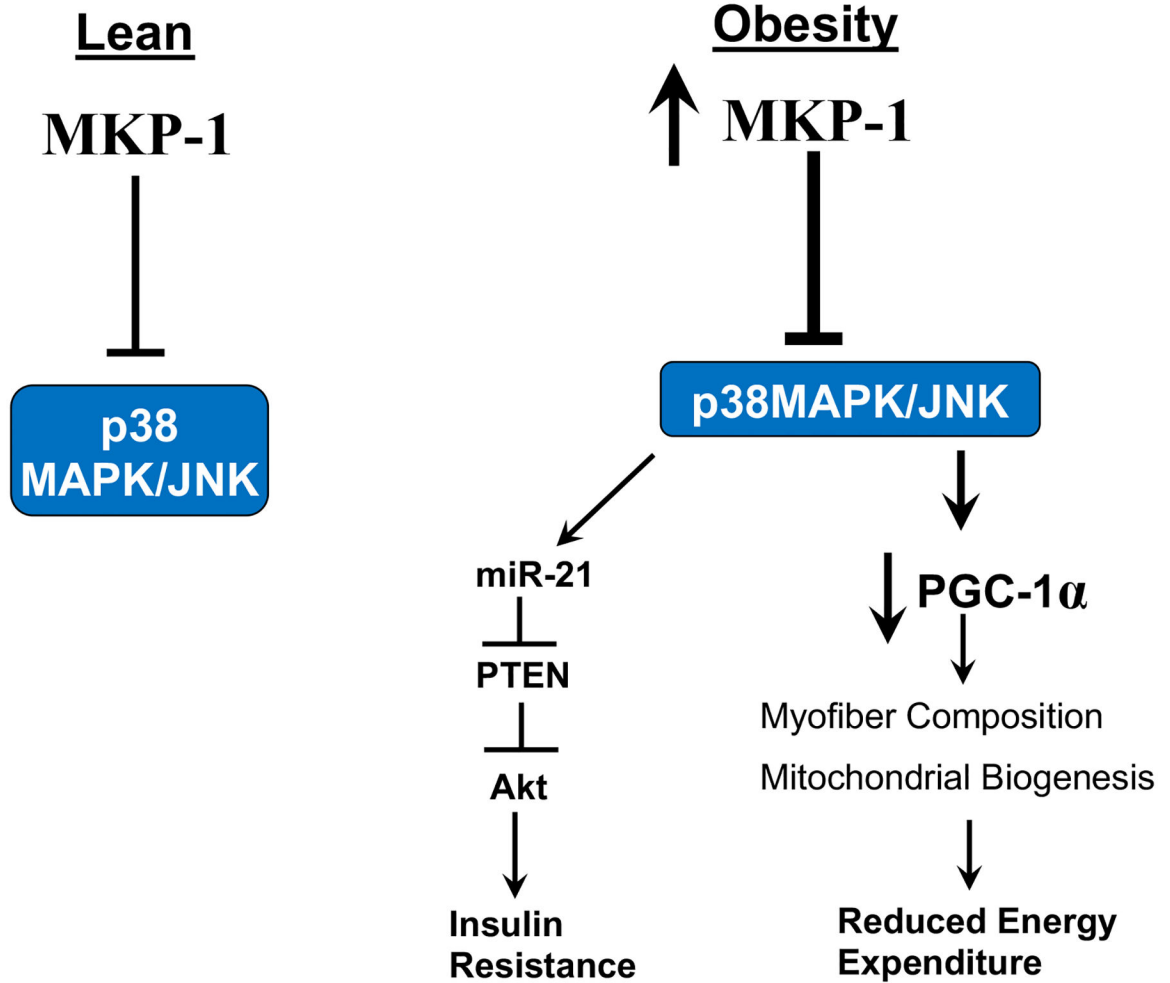 Lean
MKP-1
p38
MAPK/JNK
Obesity
MKP-1
p38MAPK/JNK
miR-21
PTEN
Akt
Insulin
Resistance
PGC-1α
Myofiber Composition
Mitochondrial Biogenesis
Reduced Energy
Expenditure